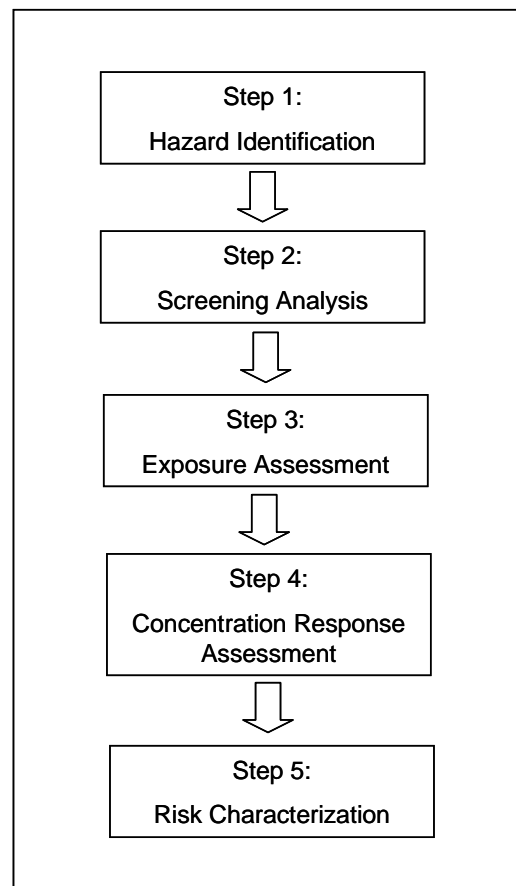 Step 1:
Hazard Identification
Step 2:
Screening Analysis
Step 3:
Exposure Assessment
Step 4:
Concentration Response
Assessment
Step 5:
Risk Characterization